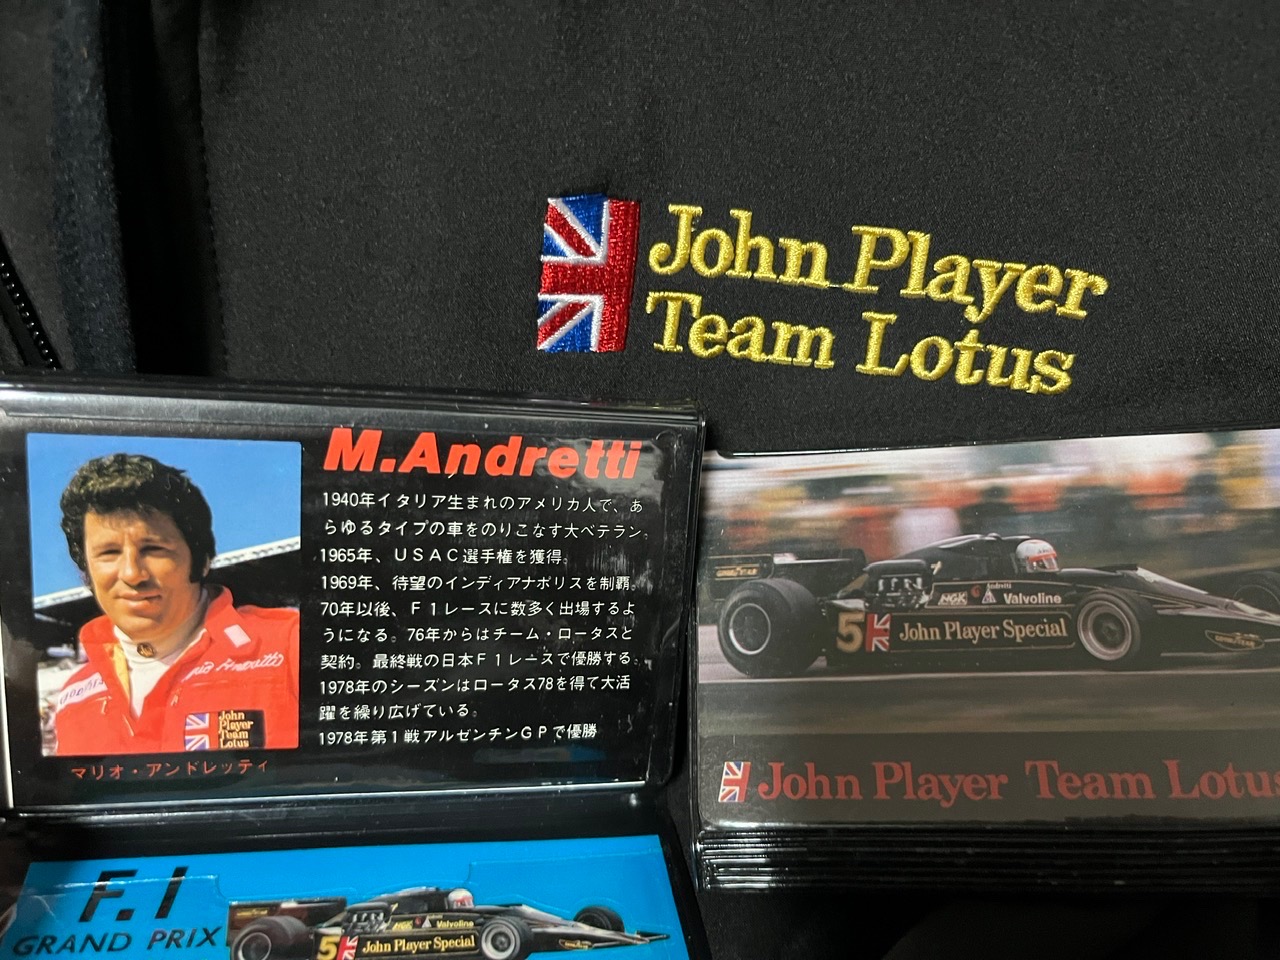 John Player
Team Lotus
M.Andretti
1940年イタリア生まれのアメリカ人で、あ
らゆるタイプの車をのりこなす大ベテラン。
1965年、USAC選手権を獲得。
1969年、待望のインディアナポリスを制覇。
70年以後、F1レースに数多く出場するよ
うになる。76年からはチーム・ロータスと
契約。最終戦の日本F1レースで優勝する。
1978年のシーズンはロータス78を得て大活
躍を繰り広げている。
1978年第1戦アルゼンチンGPで優勝
John
Player
Team
Lotus
マリオ・アンドレッティ
GOODYEAR
Andretti
NGK
Valvoline
5
John Player Special
John Player Team Lotus
F.1
GRAND PRIX
Valvoline
5
John Player Special